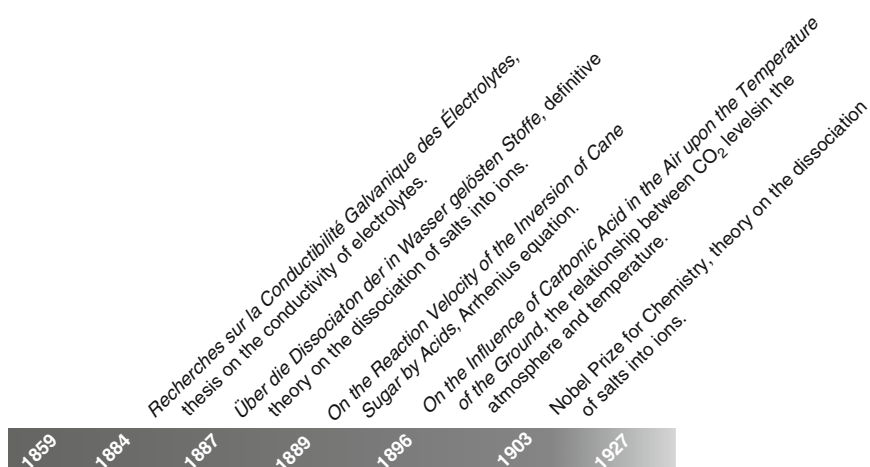 Recherches sur la Conductibilité Galvanique des Électrolytes,
thesis on the conductivity of electrolytes.
Über die Dissociaton der in Wasser gelösten Stoffe, definitive
theory on the dissociation of salts into ions.
On the Reaction Velocity of the Inversion of Cane
Sugar by Acids, Arrhenius equation.
On the Influence of Carbonic Acid in the Air upon the Temperature
of the Ground, the relationship between CO₂ levelsin the
atmosphere and temperature.
Nobel Prize for Chemistry, theory on the dissociation
of salts into ions.
1859
1884
1887
1889
1896
1903
1927